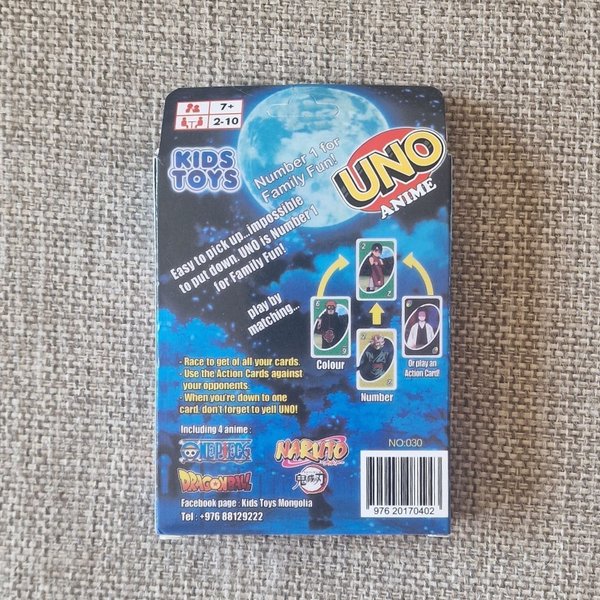 7+
2-10
KIDS
TOYS
Number 1 for
Family Fun!
UNO
ANIME
Easy to pick up...impossible
to put down. UNO is Number 1
for Family Fun!
play by
matching...
Colour
Number
Or play an
Action Card!
- Race to get of all your cards.
- Use the Action Cards against
your opponents.
- When you're down to one
card, don't forget to yell UNO!
Including 4 anime :
ONE PIECE
NARUTO
DRAGONBALL
鬼滅刃
Facebook page : Kids Toys Mongolia
Tel : +976 88129222
NO:030
976 20170402